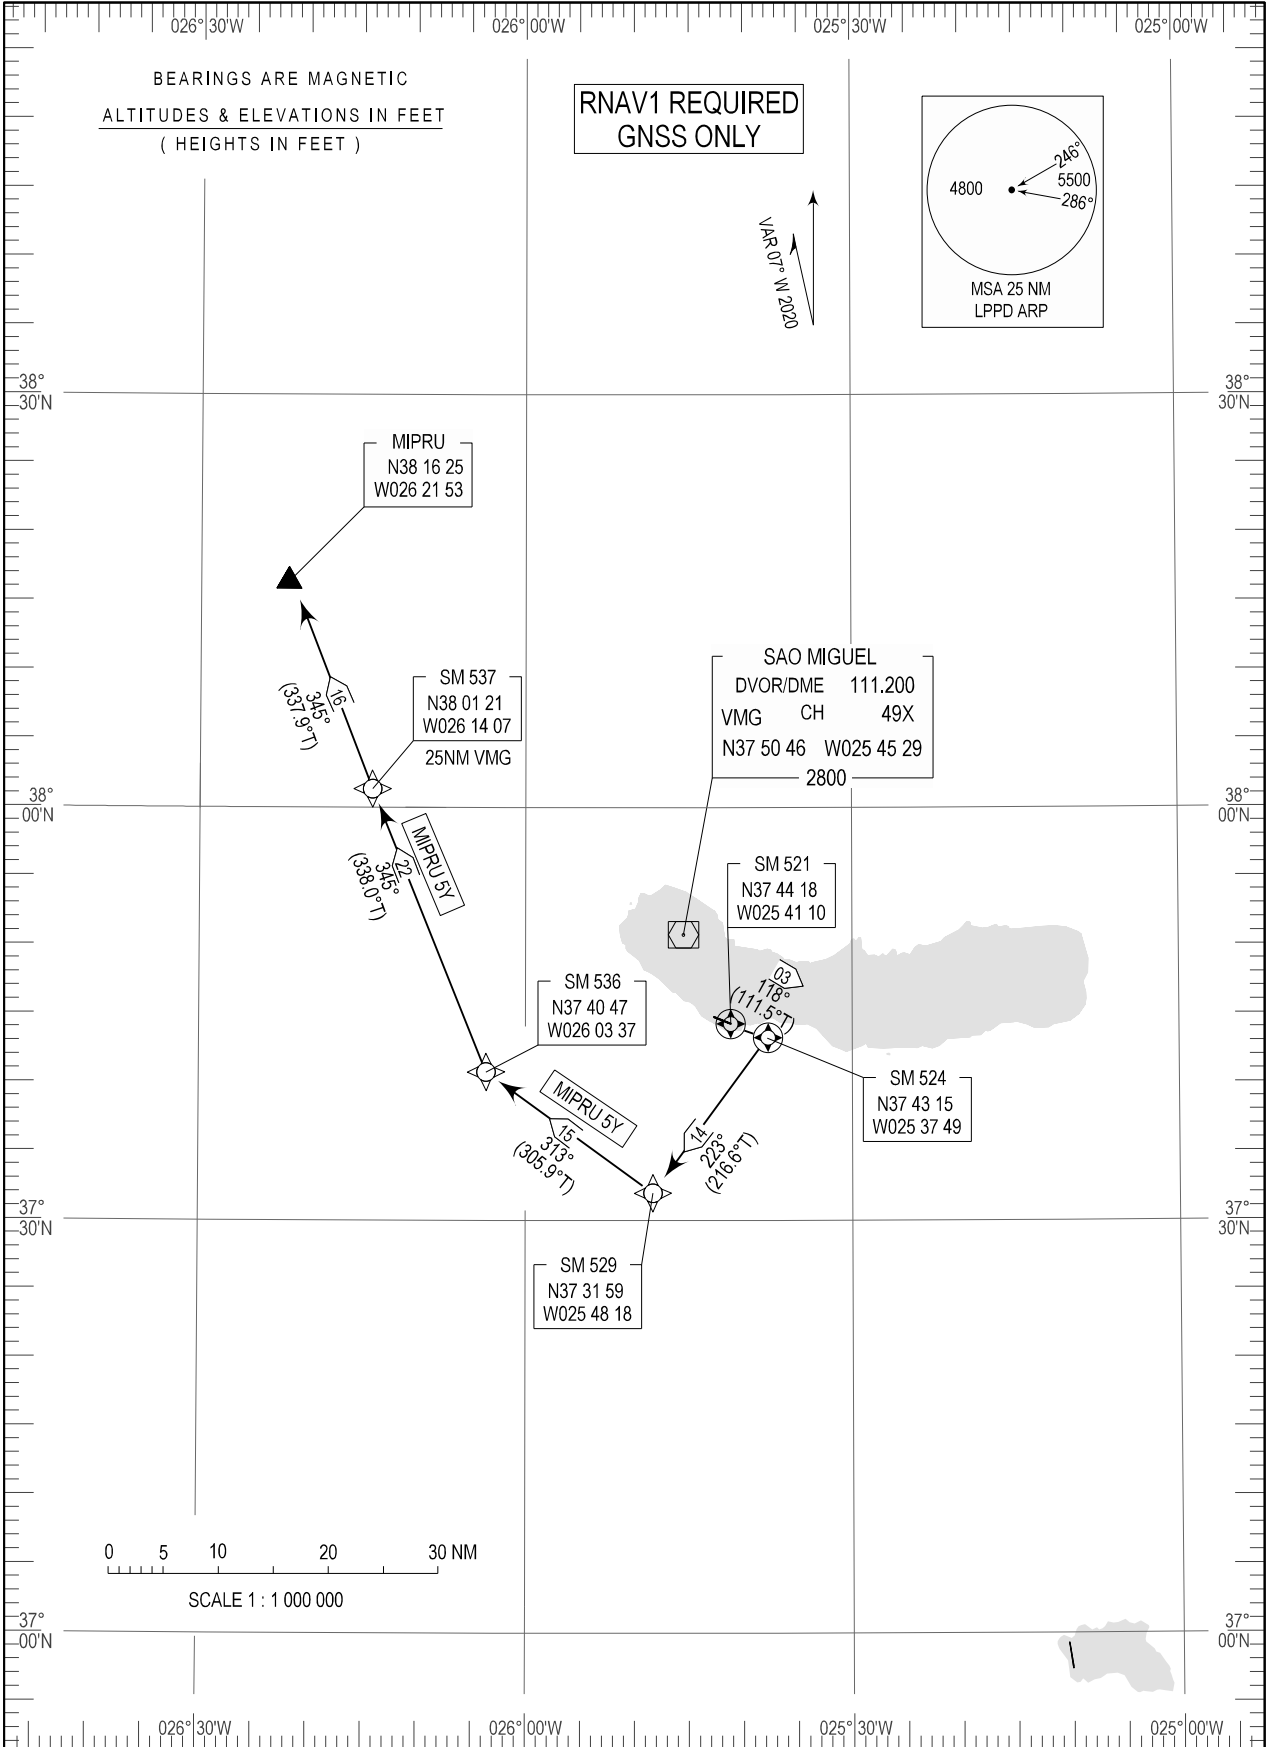 026° 30'W
026° 00'W
025° 30'W
025° 00'W
BEARINGS ARE MAGNETIC
ALTITUDES & ELEVATIONS IN FEET
( HEIGHTS IN FEET )
RNAV1 REQUIRED
GNSS ONLY
246°
4800
5500
286°
MSA 25 NM
LPPD ARP
VAR 07° W 2020
38°
30'N
38°
30'N
MIPRU
N38 16 25
W026 21 53
16
345°
(337.9°T)
SM 537
N38 01 21
W026 14 07
25NM VMG
SAO MIGUEL
DVOR/DME 111.200
VMG CH 49X
N37 50 46 W025 45 29
2800
38°
00'N
38°
00'N
MIPRU 5Y
22
345°
(338.0°T)
SM 521
N37 44 18
W025 41 10
03
118°
(111.5°T)
SM 536
N37 40 47
W026 03 37
SM 524
N37 43 15
W025 37 49
MIPRU 5Y
15
313°
(305.9°T)
14
223°
(216.6°T)
37°
30'N
37°
30'N
SM 529
N37 31 59
W025 48 18
0 5 10 20 30 NM
SCALE 1 : 1 000 000
37°
00'N
37°
00'N
026° 30'W
026° 00'W
025° 30'W
025° 00'W